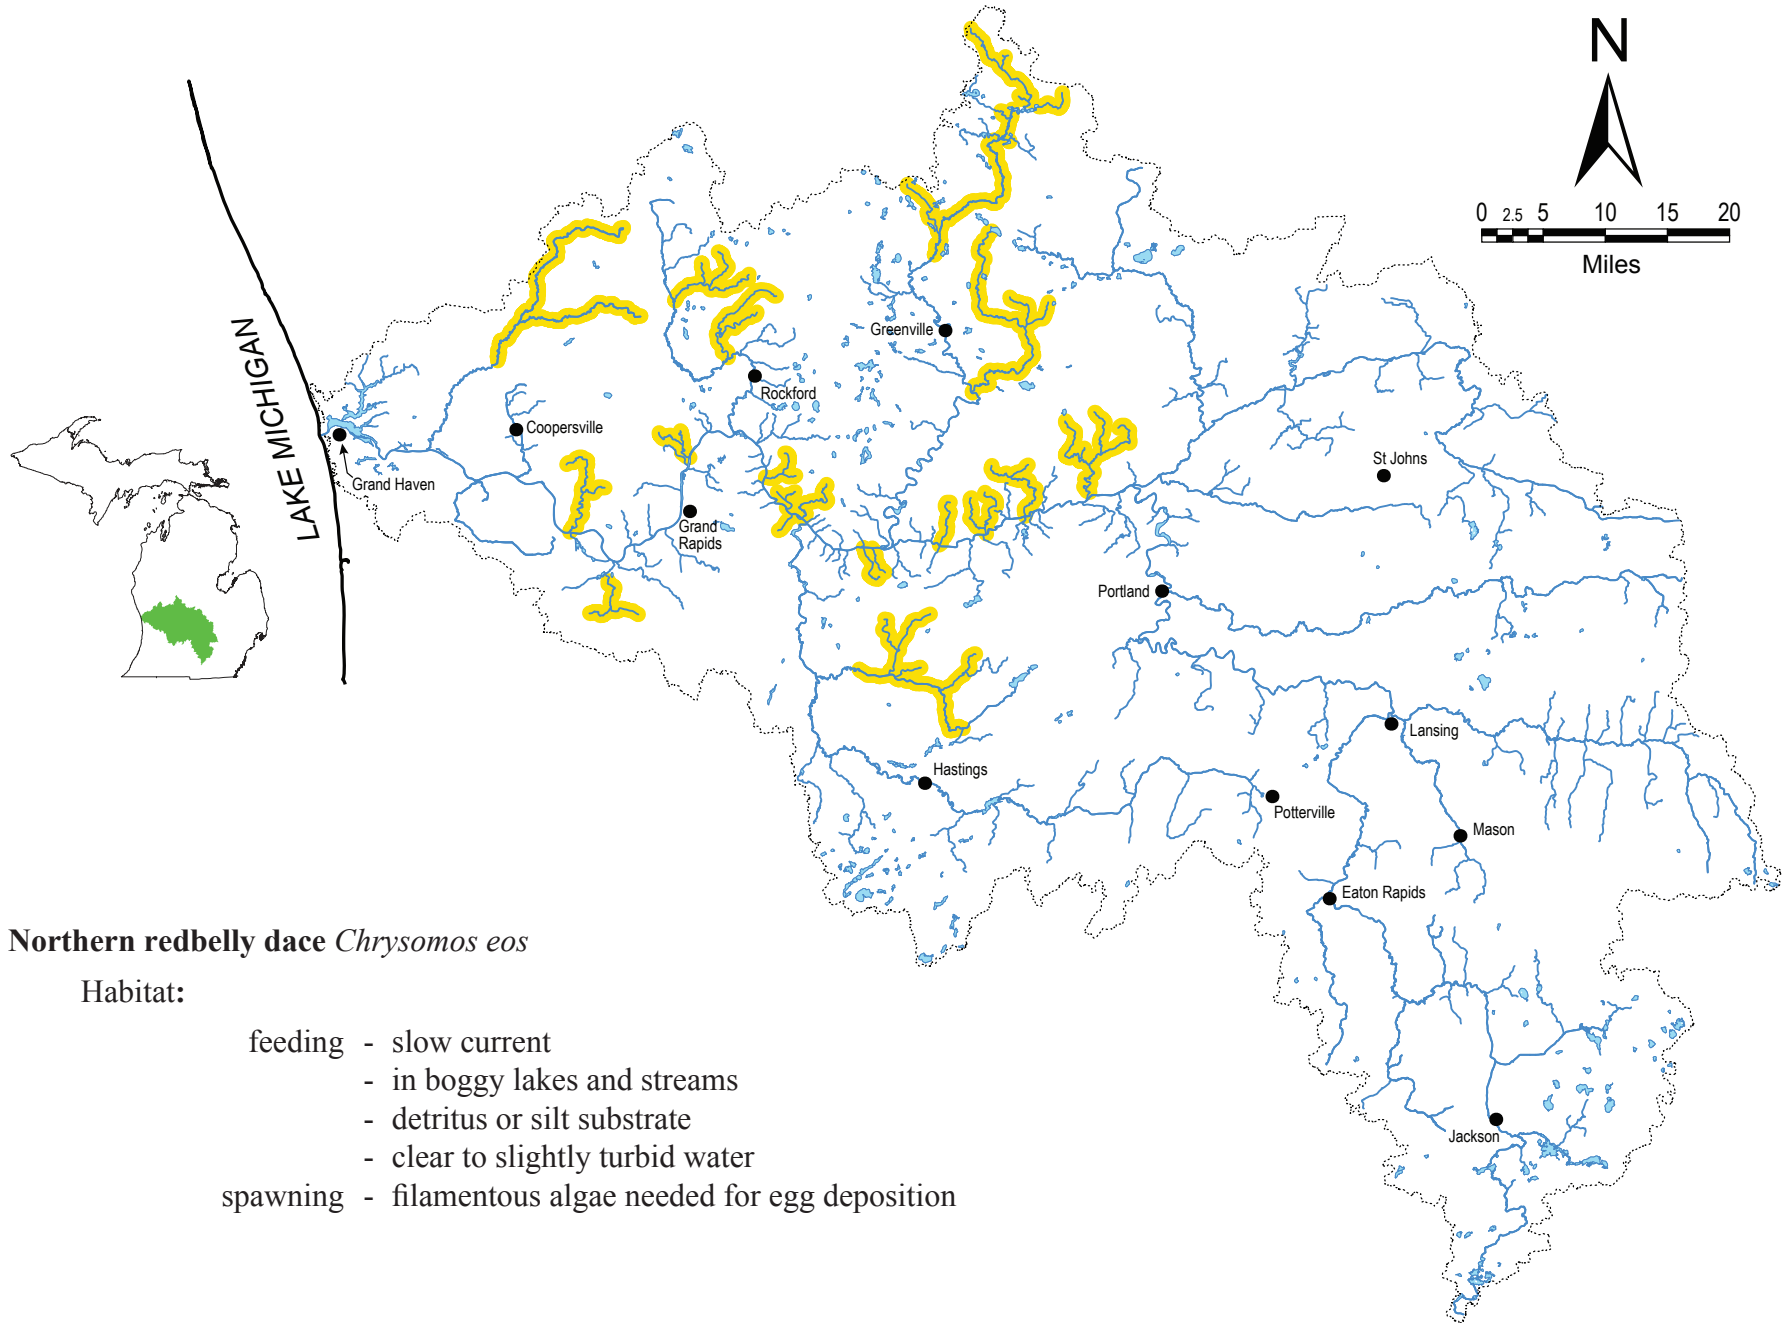 N
0 2.5 5 10 15 20
Miles
LAKE MICHIGAN
Greenville
Rockford
Coopersville
Grand Haven
St Johns
Grand
Rapids
Portland
Lansing
Hastings
Potterville
Mason
Eaton Rapids
Jackson
Northern redbelly dace Chrysomos eos
Habitat:
feeding - slow current
- in boggy lakes and streams
- detritus or silt substrate
- clear to slightly turbid water
spawning - filamentous algae needed for egg deposition